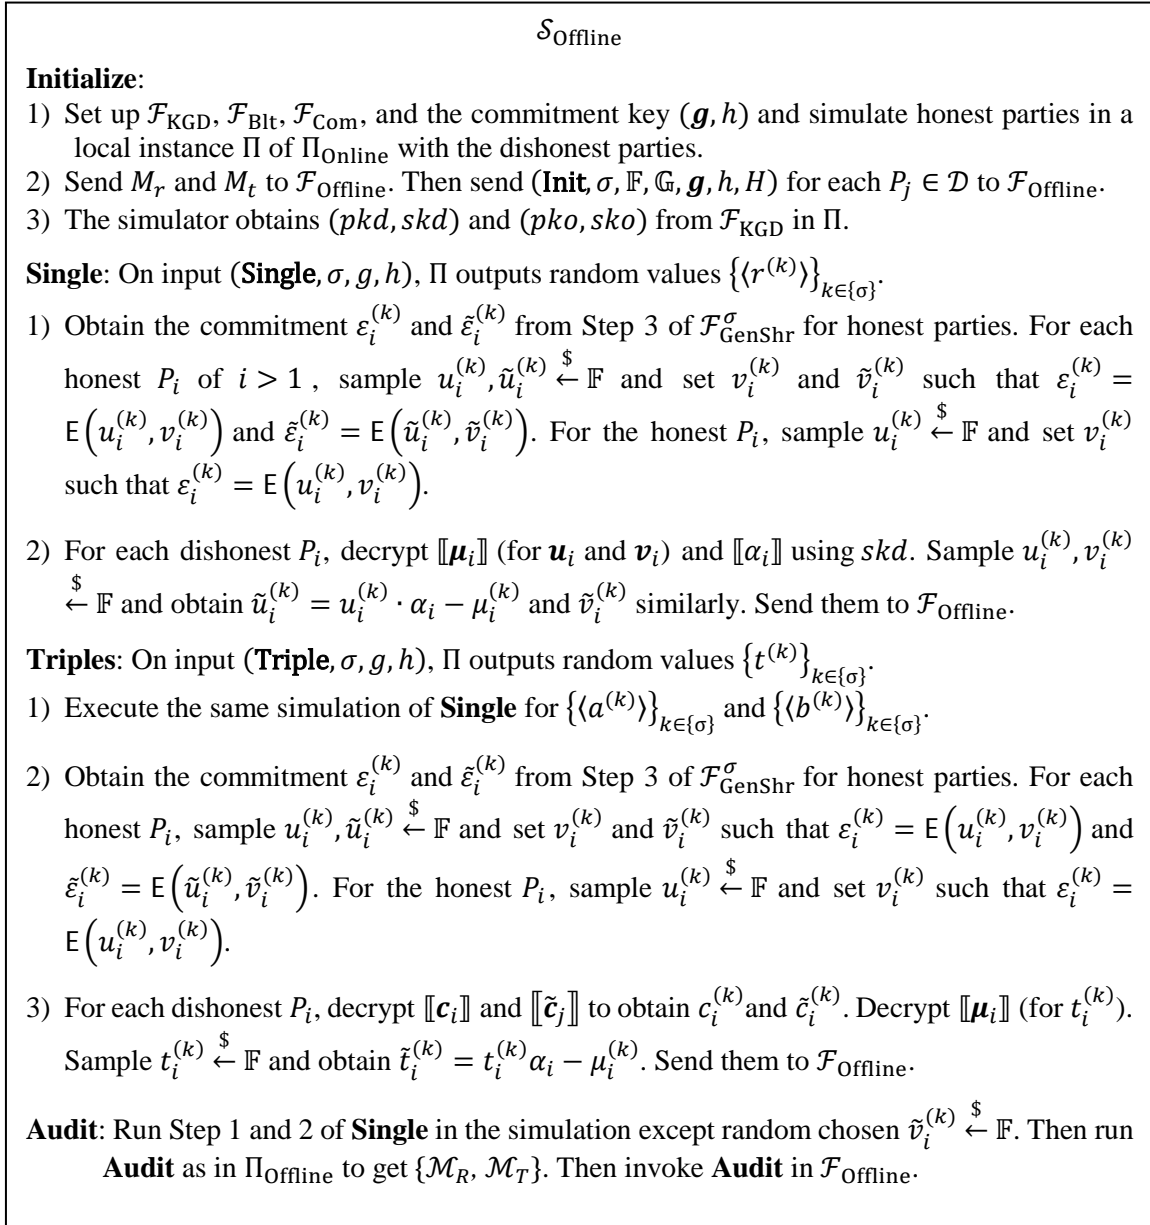 𝒮_Offline
Initialize:
1) Set up ℱ_KGD, ℱ_Blt, ℱ_Com, and the commitment key (𝒈, ℎ) and simulate honest parties in a
local instance Π of Π_Online with the dishonest parties.
2) Send M_r and M_t to ℱ_Offline. Then send (Init, σ, 𝔽, 𝔾, 𝒈, ℎ, H) for each P_j ∈ 𝒟 to ℱ_Offline.
3) The simulator obtains (pkd, skd) and (pko, sko) from ℱ_KGD in Π.
Single: On input (Single, σ, g, h), Π outputs random values {⟨r^(k)⟩}_{k∈{σ}}.
1) Obtain the commitment ε_i^(k) and ε̃_i^(k) from Step 3 of ℱ_GenShr^σ for honest parties. For each
honest P_i of i > 1 , sample u_i^(k), ũ_i^(k) ←$ 𝔽 and set v_i^(k) and ṽ_i^(k) such that ε_i^(k) =
E(u_i^(k), v_i^(k)) and ε̃_i^(k) = E(ũ_i^(k), ṽ_i^(k)). For the honest P_i, sample u_i^(k) ←$ 𝔽 and set v_i^(k)
such that ε_i^(k) = E(u_i^(k), v_i^(k)).
2) For each dishonest P_i, decrypt ⟦𝝁_i⟧ (for 𝒖_i and 𝒗_i) and ⟦α_i⟧ using skd. Sample u_i^(k), v_i^(k)
←$ 𝔽 and obtain ũ_i^(k) = u_i^(k) · α_i − μ_i^(k) and ṽ_i^(k) similarly. Send them to ℱ_Offline.
Triples: On input (Triple, σ, g, h), Π outputs random values {t^(k)}_{k∈{σ}}.
1) Execute the same simulation of Single for {⟨a^(k)⟩}_{k∈{σ}} and {⟨b^(k)⟩}_{k∈{σ}}.
2) Obtain the commitment ε_i^(k) and ε̃_i^(k) from Step 3 of ℱ_GenShr^σ for honest parties. For each
honest P_i, sample u_i^(k), ũ_i^(k) ←$ 𝔽 and set v_i^(k) and ṽ_i^(k) such that ε_i^(k) = E(u_i^(k), v_i^(k)) and
ε̃_i^(k) = E(ũ_i^(k), ṽ_i^(k)). For the honest P_i, sample u_i^(k) ←$ 𝔽 and set v_i^(k) such that ε_i^(k) =
E(u_i^(k), v_i^(k)).
3) For each dishonest P_i, decrypt ⟦𝒄_i⟧ and ⟦𝒄̃_j⟧ to obtain c_i^(k) and c̃_i^(k). Decrypt ⟦𝝁_i⟧ (for t_i^(k)).
Sample t_i^(k) ←$ 𝔽 and obtain t̃_i^(k) = t_i^(k)α_i − μ_i^(k). Send them to ℱ_Offline.
Audit: Run Step 1 and 2 of Single in the simulation except random chosen ṽ_i^(k) ←$ 𝔽. Then run
Audit as in Π_Offline to get {ℳ_R, ℳ_T}. Then invoke Audit in ℱ_Offline.